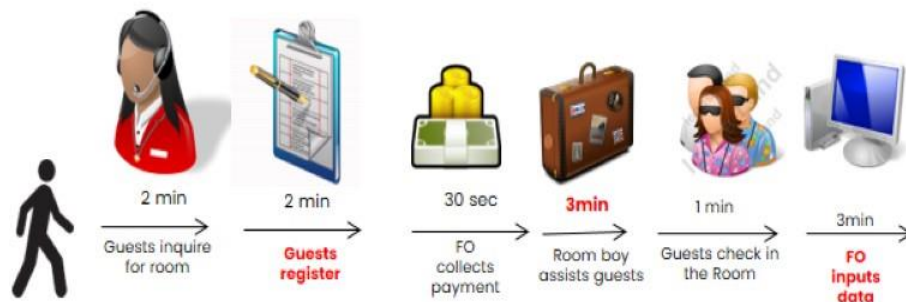 2 min
Guests inquire
for room
2 min
Guests
register
30 sec
FO
collects
payment
3min
Room boy
assists guests
1 min
Guests check in
the Room
3min
FO
inputs
data